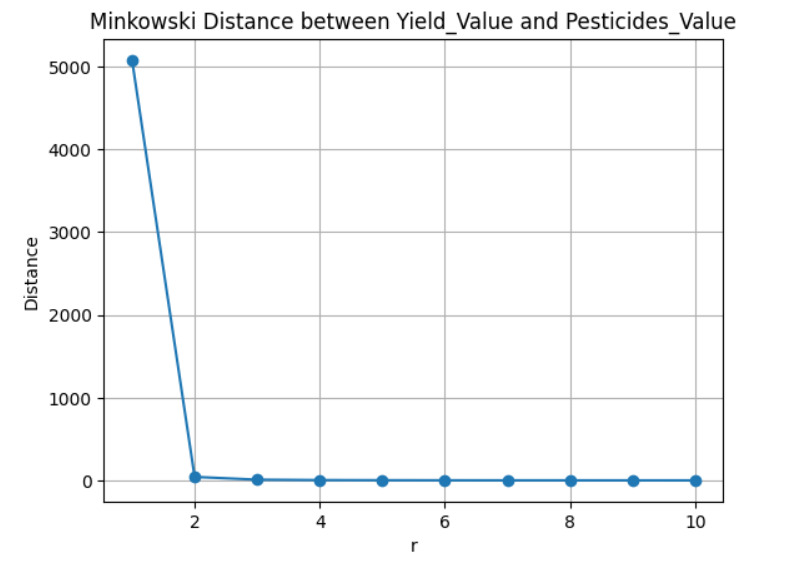 Minkowski Distance between Yield_Value and Pesticides_Value
5000
4000
3000
2000
1000
0
Distance
2 4 6 8 10
r